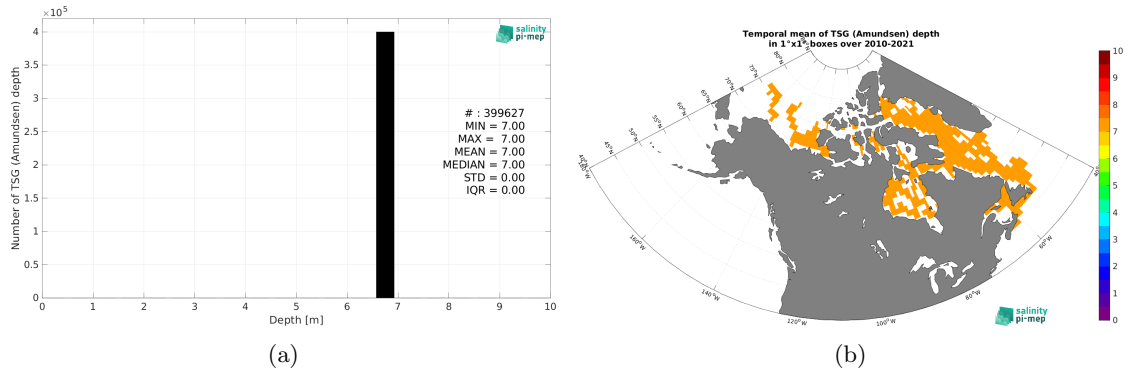 ×10⁵
4
3.5
3
2.5
2
1.5
1
0.5
0
0 1 2 3 4 5 6 7 8 9 10
Number of TSG (Amundsen) depth
Depth [m]
salinity
pi-mep
# : 399627
MIN = 7.00
MAX = 7.00
MEAN = 7.00
MEDIAN = 7.00
STD = 0.00
IQR = 0.00
(a)
Temporal mean of TSG (Amundsen) depth
in 1°x1° boxes over 2010-2021
80°N
75°N
70°N
65°N
60°N
55°N
50°N
45°N
160°W
140°W
120°W
100°W
80°W
60°W
10
9
8
7
6
5
4
3
2
1
0
salinity
pi-mep
(b)